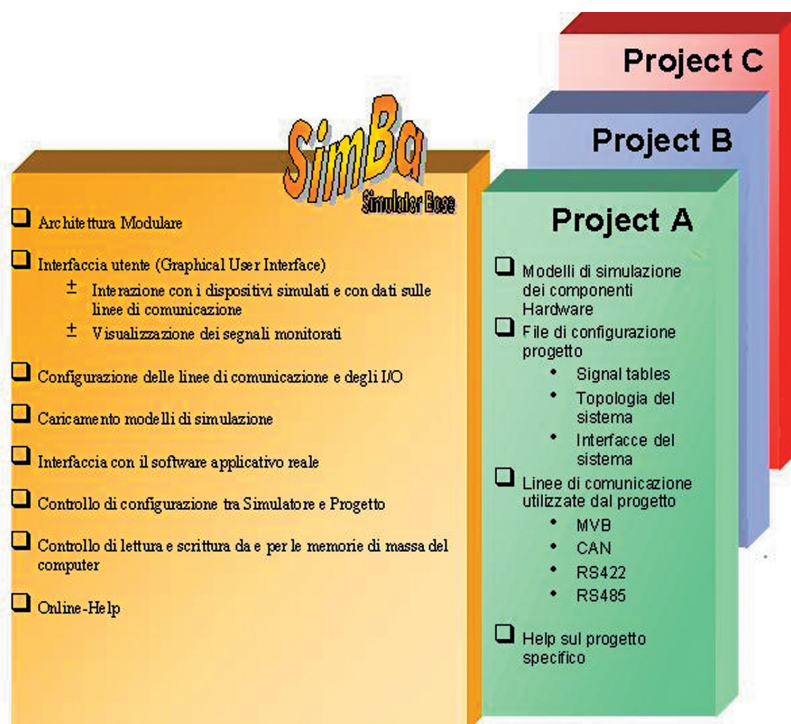 Project C
Project B
Project A
SimBa
Simulator Base
Architettura Modulare
Interfaccia utente (Graphical User Interface)
± Interazione con i dispositivi simulati e con dati sulle
linee di comunicazione
± Visualizzazione dei segnali monitorati
Configurazione delle linee di comunicazione e degli I/O
Caricamento modelli di simulazione
Interfaccia con il software applicativo reale
Controllo di configurazione tra Simulatore e Progetto
Controllo di lettura e scrittura da e per le memorie di massa del
computer
Online-Help
Modelli di simulazione
dei componenti
Hardware
File di configurazione
progetto
• Signal tables
• Topologia del
sistema
• Interfacce del
sistema
Linee di comunicazione
utilizzate dal progetto
• MVB
• CAN
• RS422
• RS485
Help sul progetto
specifico